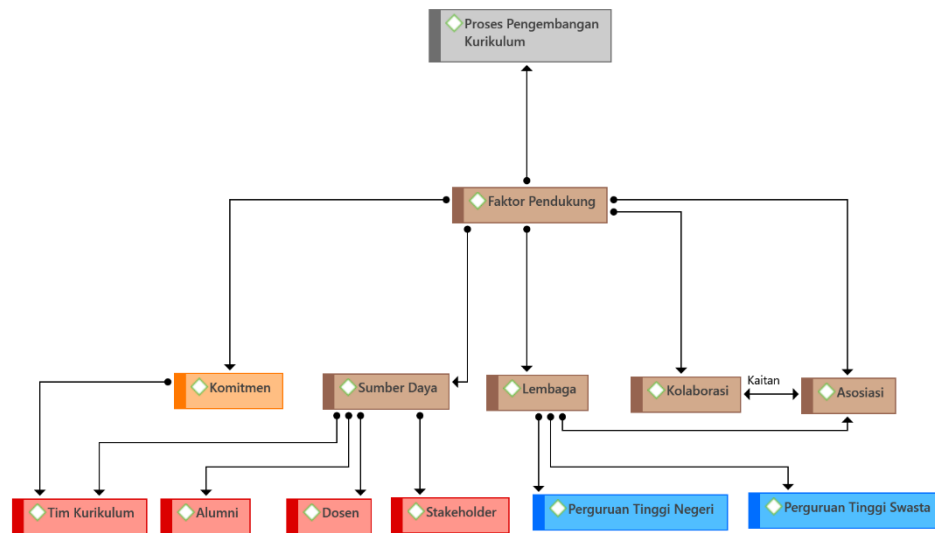 Proses Pengembangan
Kurikulum
Faktor Pendukung
Komitmen
Sumber Daya
Lembaga
Kolaborasi
Kaitan
Asosiasi
Tim Kurikulum
Alumni
Dosen
Stakeholder
Perguruan Tinggi Negeri
Perguruan Tinggi Swasta